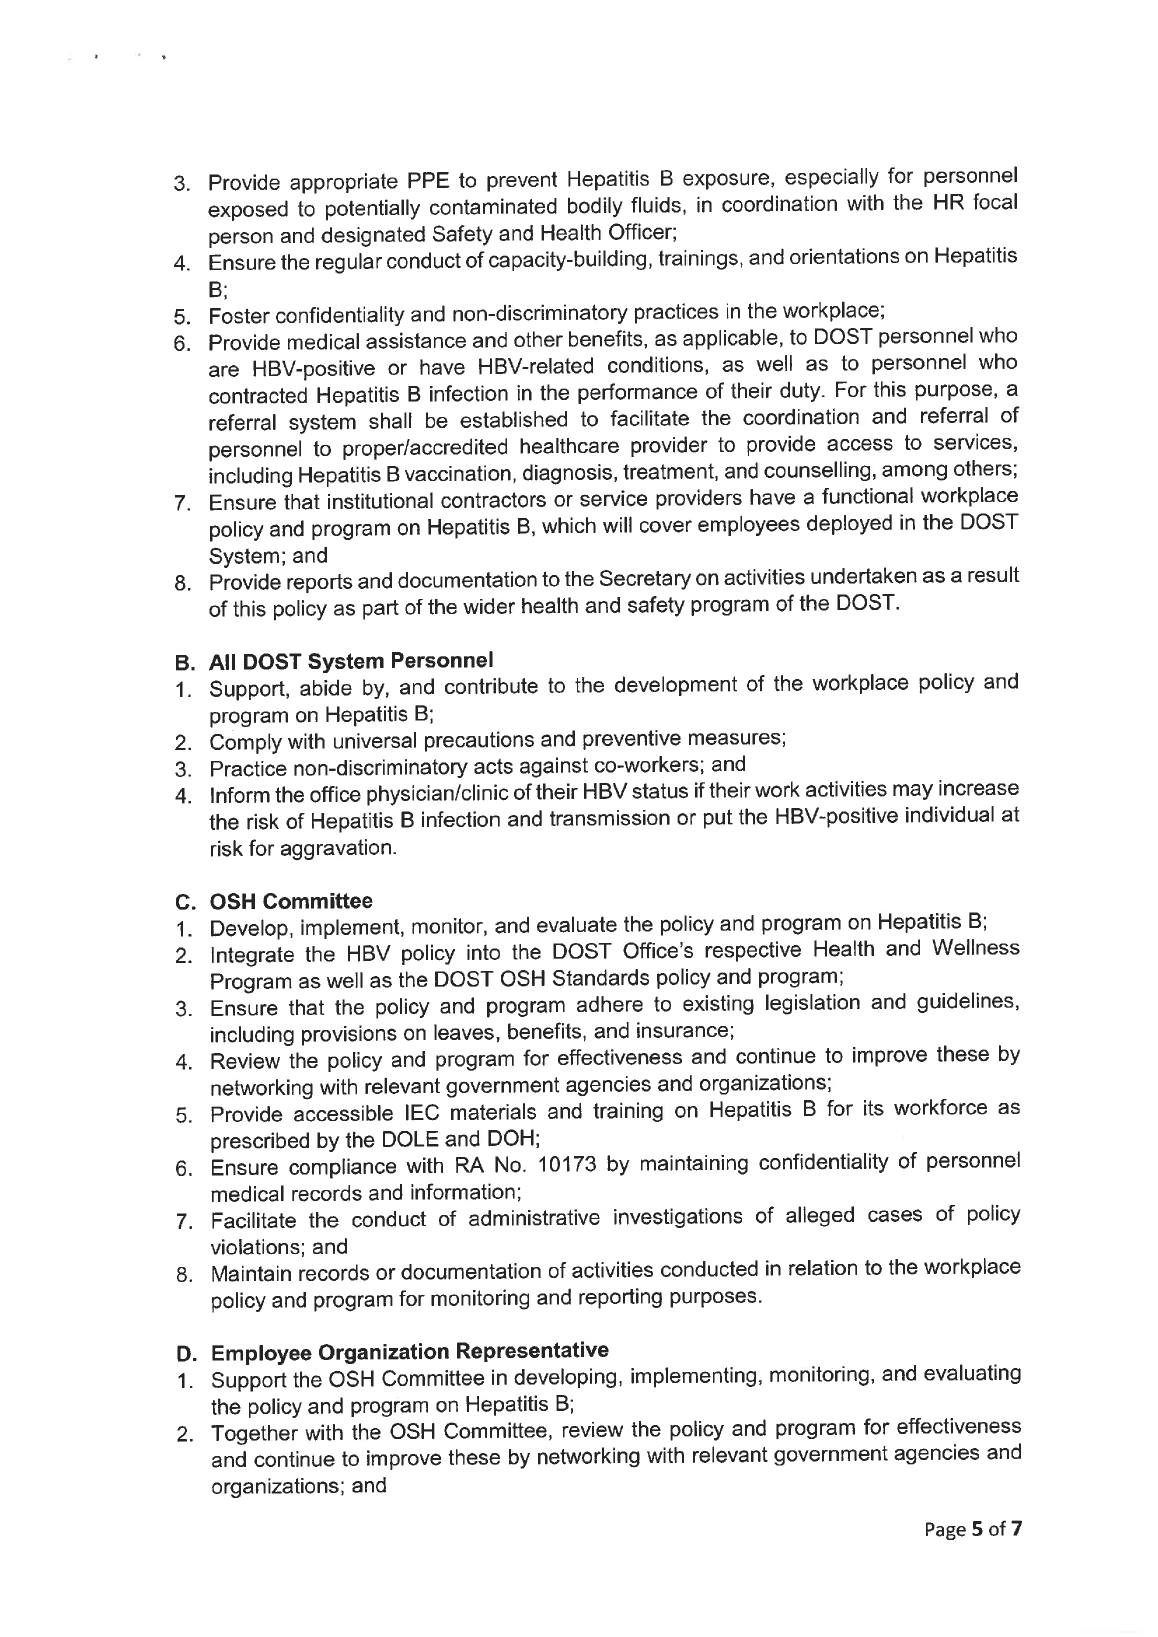 3. Provide appropriate PPE to prevent Hepatitis B exposure, especially for personnel
exposed to potentially contaminated bodily fluids, in coordination with the HR focal
person and designated Safety and Health Officer;
4. Ensure the regular conduct of capacity-building, trainings, and orientations on Hepatitis
B;
5. Foster confidentiality and non-discriminatory practices in the workplace;
6. Provide medical assistance and other benefits, as applicable, to DOST personnel who
are HBV-positive or have HBV-related conditions, as well as to personnel who
contracted Hepatitis B infection in the performance of their duty. For this purpose, a
referral system shall be established to facilitate the coordination and referral of
personnel to proper/accredited healthcare provider to provide access to services,
including Hepatitis B vaccination, diagnosis, treatment, and counselling, among others;
7. Ensure that institutional contractors or service providers have a functional workplace
policy and program on Hepatitis B, which will cover employees deployed in the DOST
System; and
8. Provide reports and documentation to the Secretary on activities undertaken as a result
of this policy as part of the wider health and safety program of the DOST.
B. All DOST System Personnel
1. Support, abide by, and contribute to the development of the workplace policy and
program on Hepatitis B;
2. Comply with universal precautions and preventive measures;
3. Practice non-discriminatory acts against co-workers; and
4. Inform the office physician/clinic of their HBV status if their work activities may increase
the risk of Hepatitis B infection and transmission or put the HBV-positive individual at
risk for aggravation.
C. OSH Committee
1. Develop, implement, monitor, and evaluate the policy and program on Hepatitis B;
2. Integrate the HBV policy into the DOST Office's respective Health and Wellness
Program as well as the DOST OSH Standards policy and program;
3. Ensure that the policy and program adhere to existing legislation and guidelines,
including provisions on leaves, benefits, and insurance;
4. Review the policy and program for effectiveness and continue to improve these by
networking with relevant government agencies and organizations;
5. Provide accessible IEC materials and training on Hepatitis B for its workforce as
prescribed by the DOLE and DOH;
6. Ensure compliance with RA No. 10173 by maintaining confidentiality of personnel
medical records and information;
7. Facilitate the conduct of administrative investigations of alleged cases of policy
violations; and
8. Maintain records or documentation of activities conducted in relation to the workplace
policy and program for monitoring and reporting purposes.
D. Employee Organization Representative
1. Support the OSH Committee in developing, implementing, monitoring, and evaluating
the policy and program on Hepatitis B;
2. Together with the OSH Committee, review the policy and program for effectiveness
and continue to improve these by networking with relevant government agencies and
organizations; and
Page 5 of 7